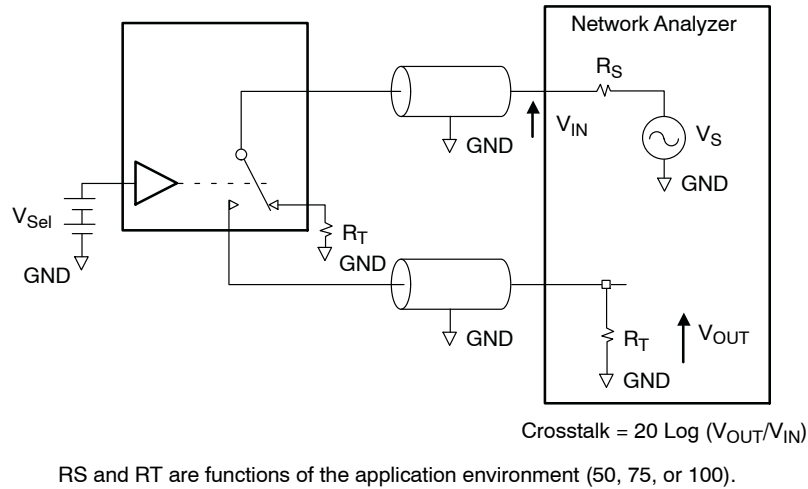 Network Analyzer
RS
GND
VIN
VS
GND
VSel
GND
RT
GND
GND
RT
VOUT
GND
Crosstalk = 20 Log (VOUT/VIN)
RS and RT are functions of the application environment (50, 75, or 100).